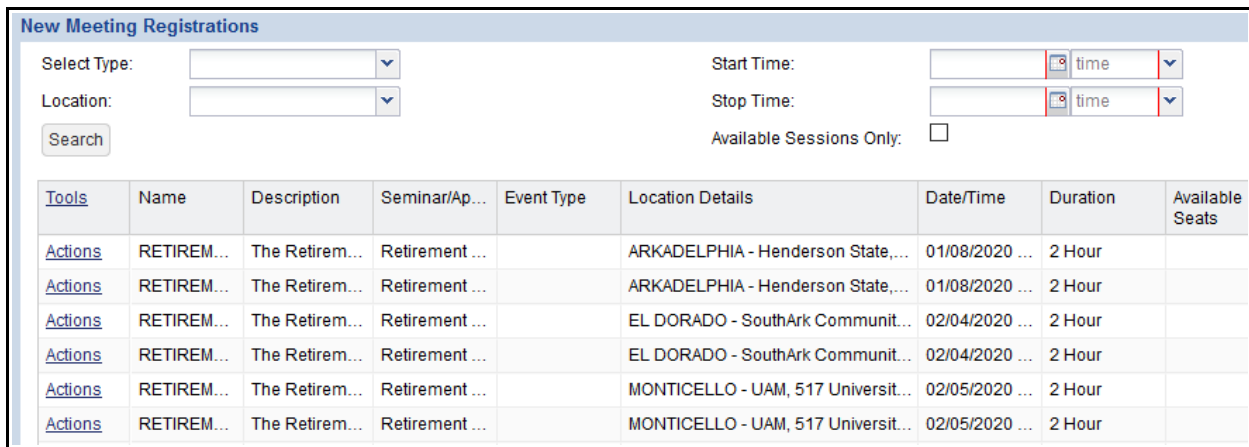 New Meeting Registrations
Select Type: Start Time: time
Location: Stop Time: time
Search Available Sessions Only:
Tools Name Description Seminar/Ap... Event Type Location Details Date/Time Duration Available Seats
Actions RETIREM... The Retirem... Retirement ... ARKADELPHIA - Henderson State,... 01/08/2020 ... 2 Hour
Actions RETIREM... The Retirem... Retirement ... ARKADELPHIA - Henderson State,... 01/08/2020 ... 2 Hour
Actions RETIREM... The Retirem... Retirement ... EL DORADO - SouthArk Communit... 02/04/2020 ... 2 Hour
Actions RETIREM... The Retirem... Retirement ... EL DORADO - SouthArk Communit... 02/04/2020 ... 2 Hour
Actions RETIREM... The Retirem... Retirement ... MONTICELLO - UAM, 517 Universit... 02/05/2020 ... 2 Hour
Actions RETIREM... The Retirem... Retirement ... MONTICELLO - UAM, 517 Universit... 02/05/2020 ... 2 Hour